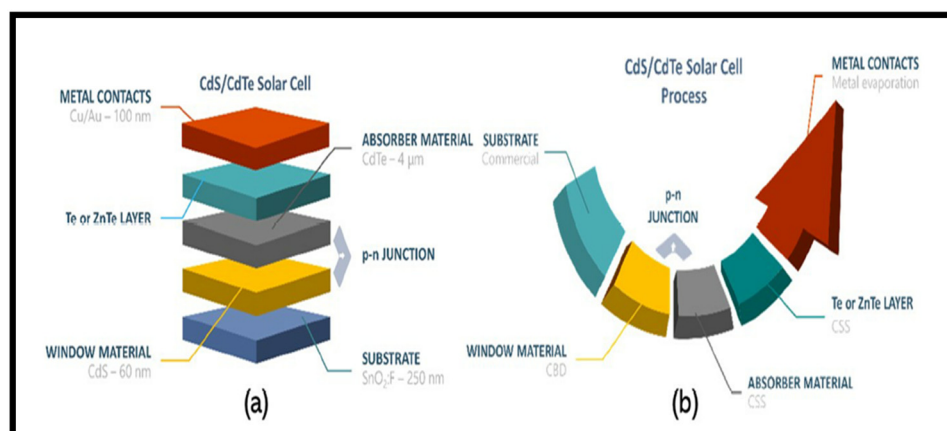 CdS/CdTe Solar Cell
METAL CONTACTS
Cu/Au – 100 nm
ABSORBER MATERIAL
CdTe – 4 µm
Te or ZnTe LAYER
p-n JUNCTION
WINDOW MATERIAL
CdS – 60 nm
SUBSTRATE
SnO₂:F – 250 nm
(a)
CdS/CdTe Solar Cell
Process
METAL CONTACTS
Metal evaporation
SUBSTRATE
Commercial
p-n
JUNCTION
Te or ZnTe LAYER
CSS
WINDOW MATERIAL
CBD
ABSORBER MATERIAL
CSS
(b)